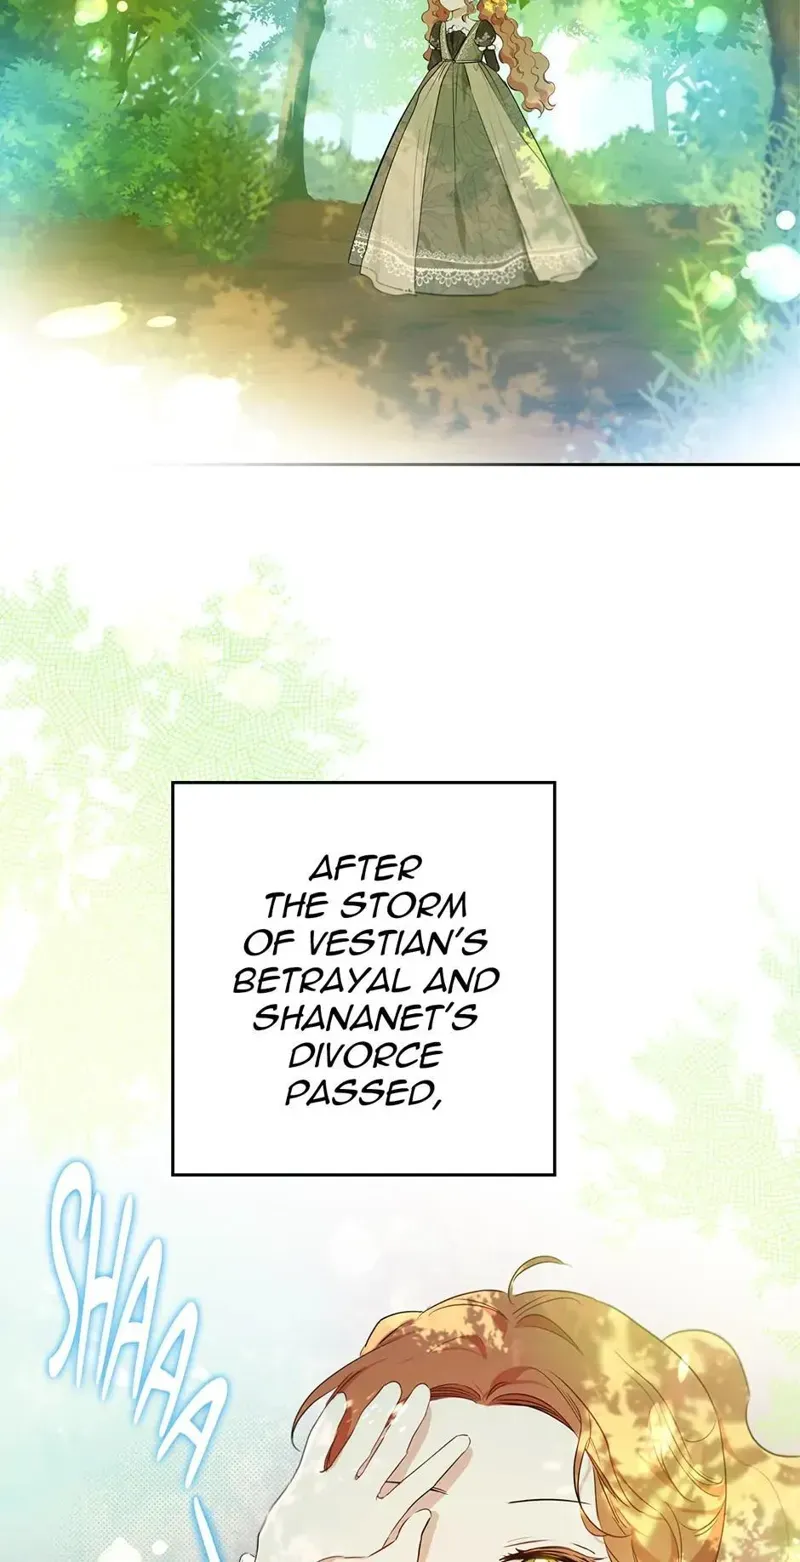 AFTER
THE STORM
OF VESTIAN'S
BETRAYAL AND
SHANANET'S
DIVORCE
PASSED,
SHAAA